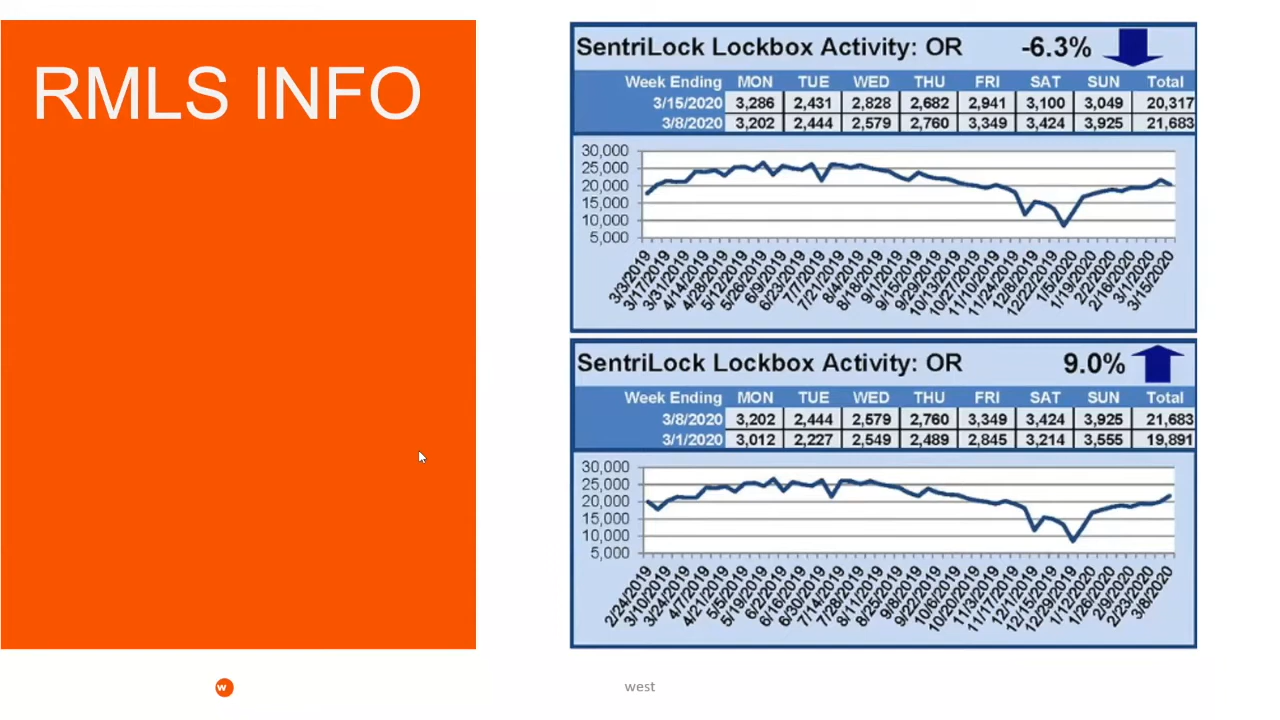 RMLS INFO
SentriLock Lockbox Activity: OR -6.3%
Week Ending MON TUE WED THU FRI SAT SUN Total
3/15/2020 3,286 2,431 2,828 2,682 2,941 3,100 3,049 20,317
3/8/2020 3,202 2,444 2,579 2,760 3,349 3,424 3,925 21,683
30,000
25,000
20,000
15,000
10,000
5,000
3/3/2019 3/17/2019 3/31/2019 4/14/2019 4/28/2019 5/12/2019 5/26/2019 6/9/2019 6/23/2019 7/7/2019 7/21/2019 8/4/2019 8/18/2019 9/1/2019 9/15/2019 9/29/2019 10/13/2019 10/27/2019 11/10/2019 11/24/2019 12/8/2019 12/22/2019 1/5/2020 1/19/2020 2/2/2020 2/16/2020 3/1/2020 3/15/2020
SentriLock Lockbox Activity: OR 9.0%
Week Ending MON TUE WED THU FRI SAT SUN Total
3/8/2020 3,202 2,444 2,579 2,760 3,349 3,424 3,925 21,683
3/1/2020 3,012 2,227 2,549 2,489 2,845 3,214 3,555 19,891
30,000
25,000
20,000
15,000
10,000
5,000
2/24/2019 3/10/2019 3/24/2019 4/7/2019 4/21/2019 5/5/2019 5/19/2019 6/2/2019 6/16/2019 6/30/2019 7/14/2019 7/28/2019 8/11/2019 8/25/2019 9/8/2019 9/22/2019 10/6/2019 10/20/2019 11/3/2019 11/17/2019 12/1/2019 12/15/2019 12/29/2019 1/12/2020 1/26/2020 2/9/2020 2/23/2020 3/8/2020
w
west